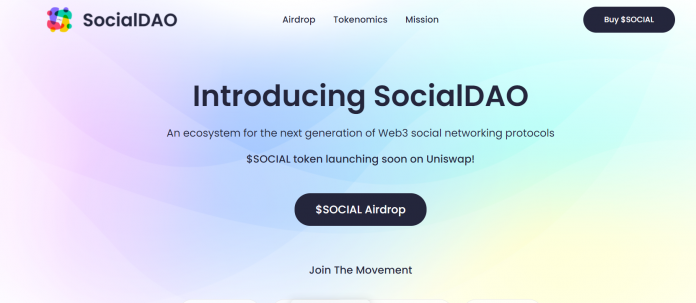 SocialDAO
Airdrop Tokenomics Mission
Buy $SOCIAL
Introducing SocialDAO
An ecosystem for the next generation of Web3 social networking protocols
$SOCIAL token launching soon on Uniswap!
$SOCIAL Airdrop
Join The Movement